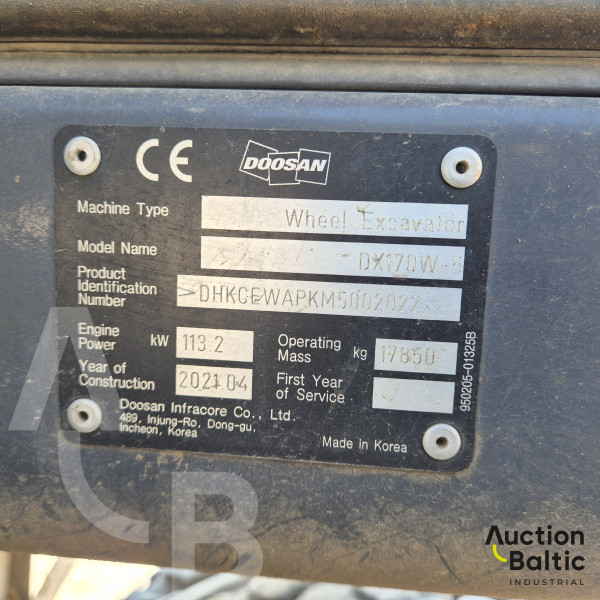 CE
DOOSAN
Machine Type Wheel Excavator
Model Name DX170W-5
Product
Identification
Number >DHKCEWAPKM5002022<
Engine
Power kW 113.2
Operating
Mass kg 17850
Year of
Construction 2021.04
First Year
of Service
Doosan Infracore Co., Ltd.
489, Injung-Ro, Dong-gu,
Incheon, Korea
Made in Korea
950205-01325B
AB
Auction
Baltic
INDUSTRIAL